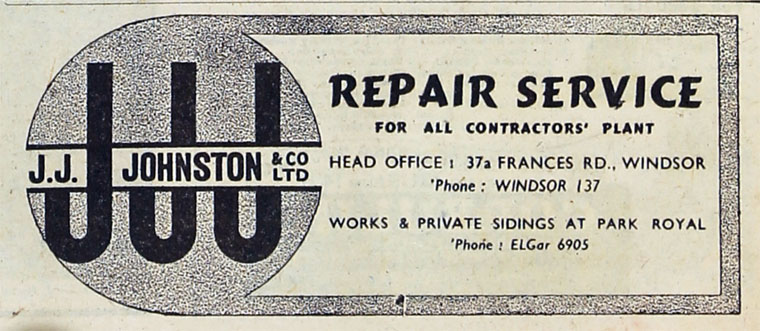 JJJ
J.J. JOHNSTON & CO LTD
REPAIR SERVICE
FOR ALL CONTRACTORS' PLANT
HEAD OFFICE : 37a FRANCES RD., WINDSOR
'Phone : WINDSOR 137
WORKS & PRIVATE SIDINGS AT PARK ROYAL
'Phone : ELGar 6905